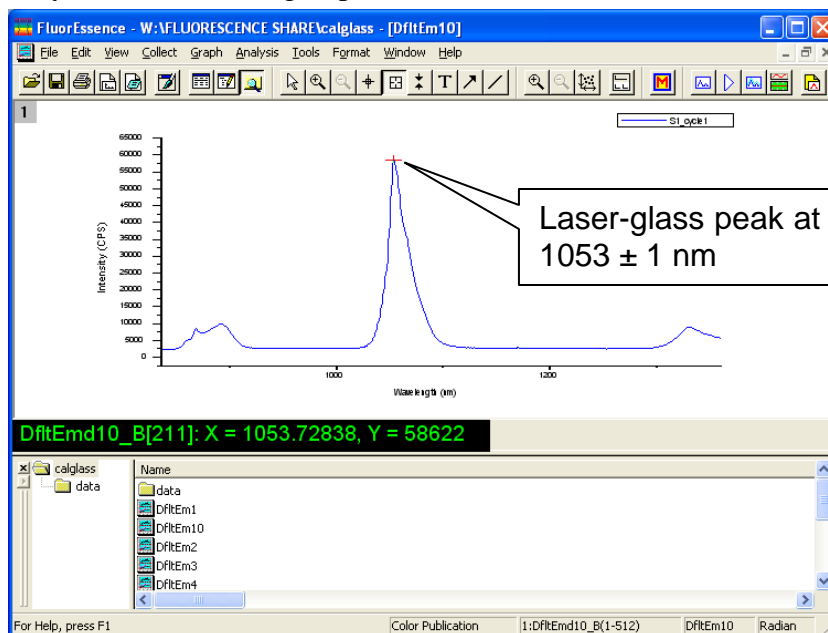 FluorEssence - W:\FLUORESCENCE SHARE\calglass - [DfltEm10]
File Edit View Collect Graph Analysis Tools Format Window Help
T M
1
S1_cycle1
65000
60000
55000
50000
45000
40000
35000
30000
25000
20000
15000
10000
5000
0
Intensity (CPS)
1000 1200
Wavelength (nm)
Laser-glass peak at
1053 ± 1 nm
DfltEmd10_B[211]: X = 1053.72838, Y = 58622
calglass
data
Name
data
DfltEm1
DfltEm10
DfltEm2
DfltEm3
DfltEm4
For Help, press F1 Color Publication 1:DfltEmd10_B(1-512) DfltEm10 Radian